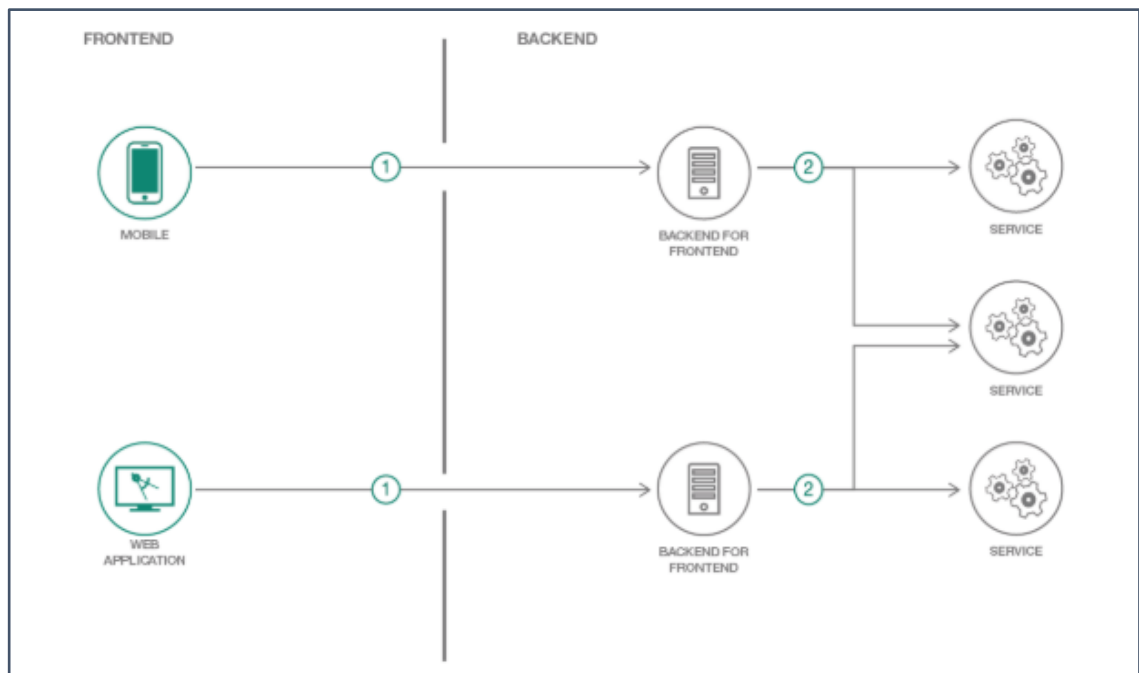 FRONTEND
BACKEND
1
2
MOBILE
BACKEND FOR
FRONTEND
SERVICE
SERVICE
1
2
WEB
APPLICATION
BACKEND FOR
FRONTEND
SERVICE